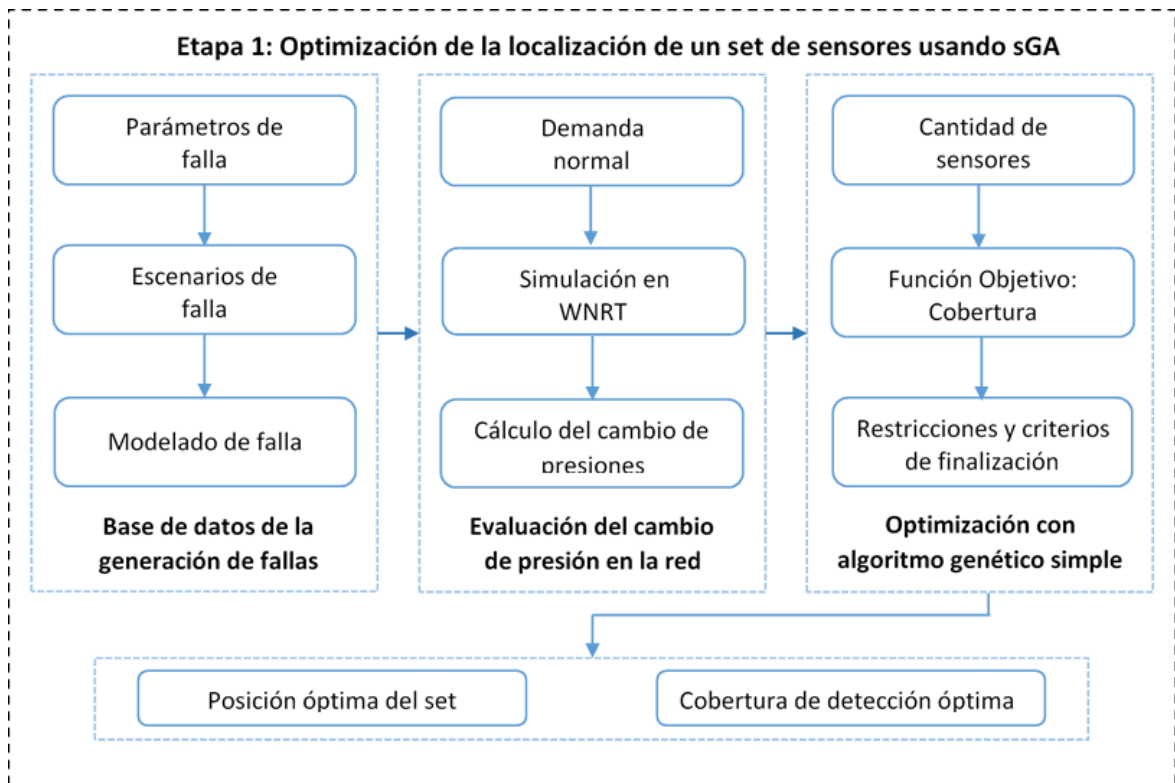 Etapa 1: Optimización de la localización de un set de sensores usando sGA
Parámetros de
falla
Escenarios de
falla
Modelado de falla
Base de datos de la
generación de fallas
Demanda
normal
Simulación en
WNRT
Cálculo del cambio de
presiones
Evaluación del cambio
de presión en la red
Cantidad de
sensores
Función Objetivo:
Cobertura
Restricciones y criterios
de finalización
Optimización con
algoritmo genético simple
Posición óptima del set
Cobertura de detección óptima